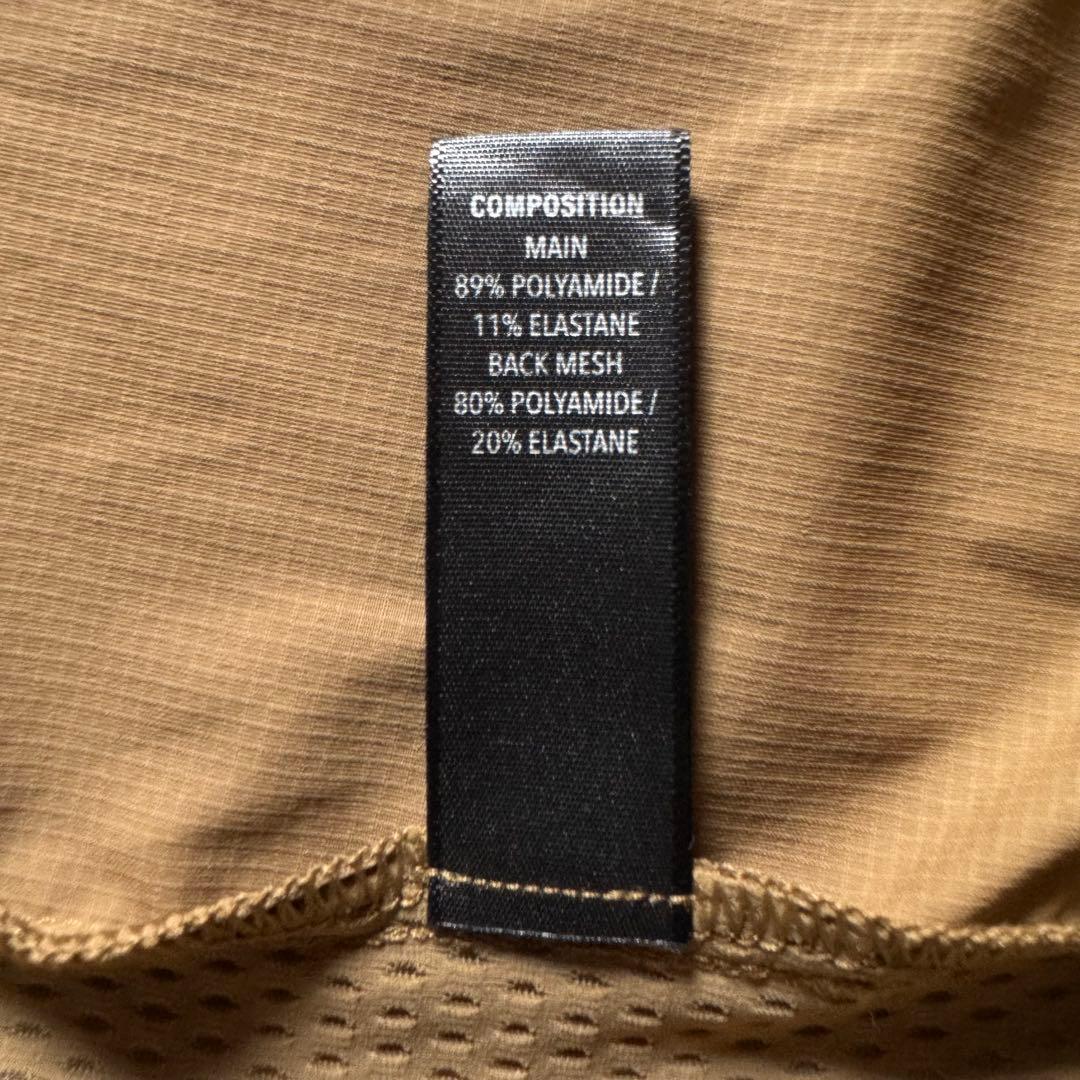 COMPOSITION
MAIN
89% POLYAMIDE /
11% ELASTANE
BACK MESH
80% POLYAMIDE /
20% ELASTANE